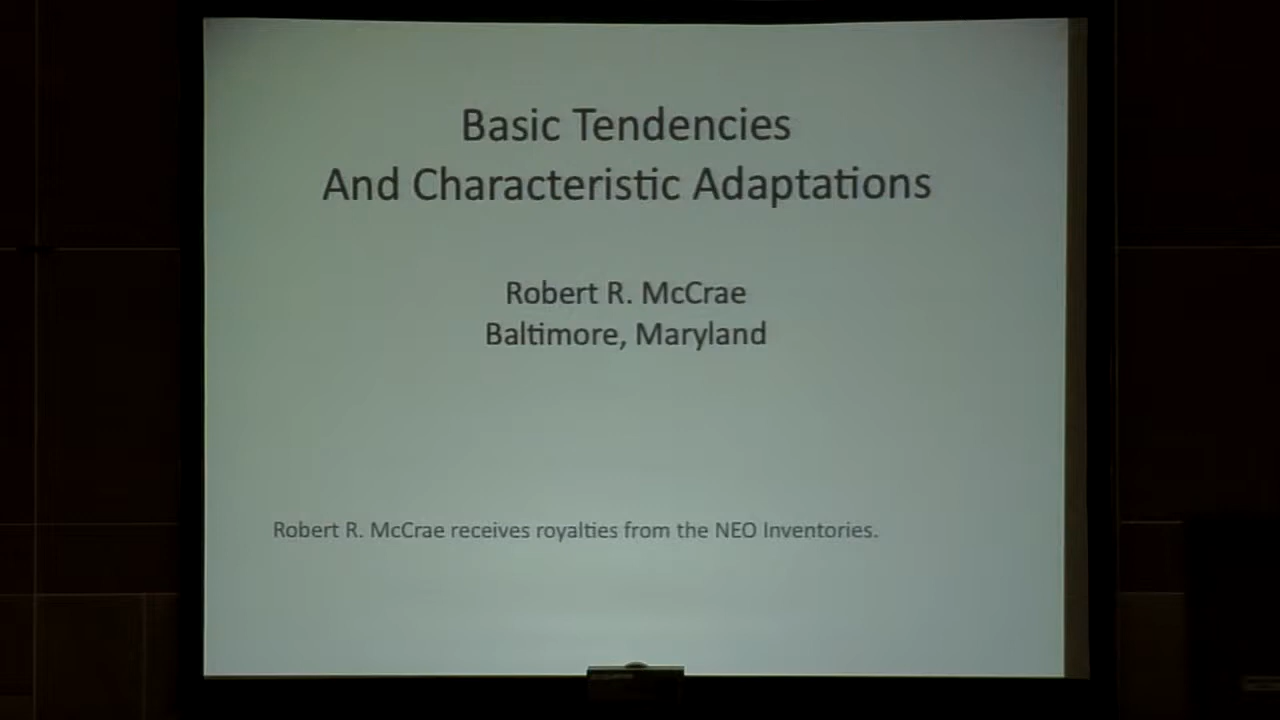 Basic Tendencies
And Characteristic Adaptations
Robert R. McCrae
Baltimore, Maryland
Robert R. McCrae receives royalties from the NEO Inventories.